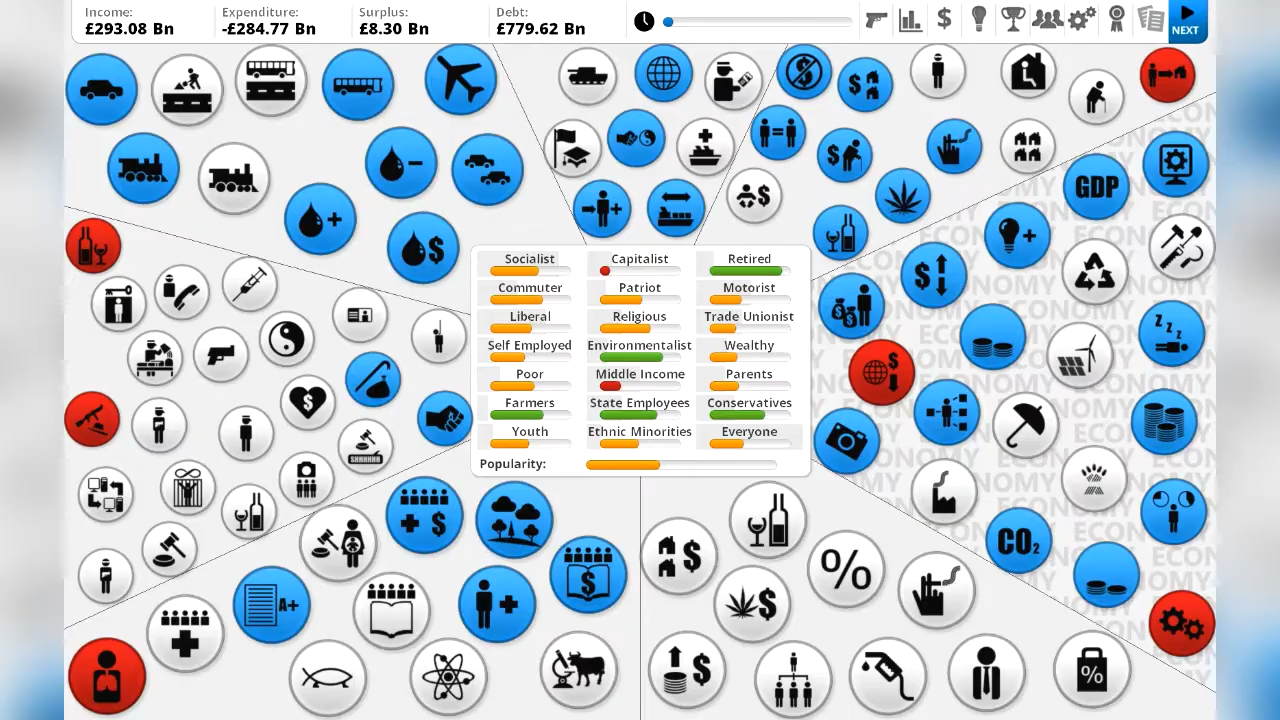 Income: Expenditure: Surplus: Debt:
£293.08 Bn -£284.77 Bn £8.30 Bn £779.62 Bn
NEXT
Socialist Capitalist Retired
Commuter Patriot Motorist
Liberal Religious Trade Unionist
Self Employed Environmentalist Wealthy
Poor Middle Income Parents
Farmers State Employees Conservatives
Youth Ethnic Minorities Everyone
Popularity:
$
$
$
$
$
$
GDP
$
$
$
$
A+
$
CO₂
$
$
%
$
%
SHHHHH
ECONOMY